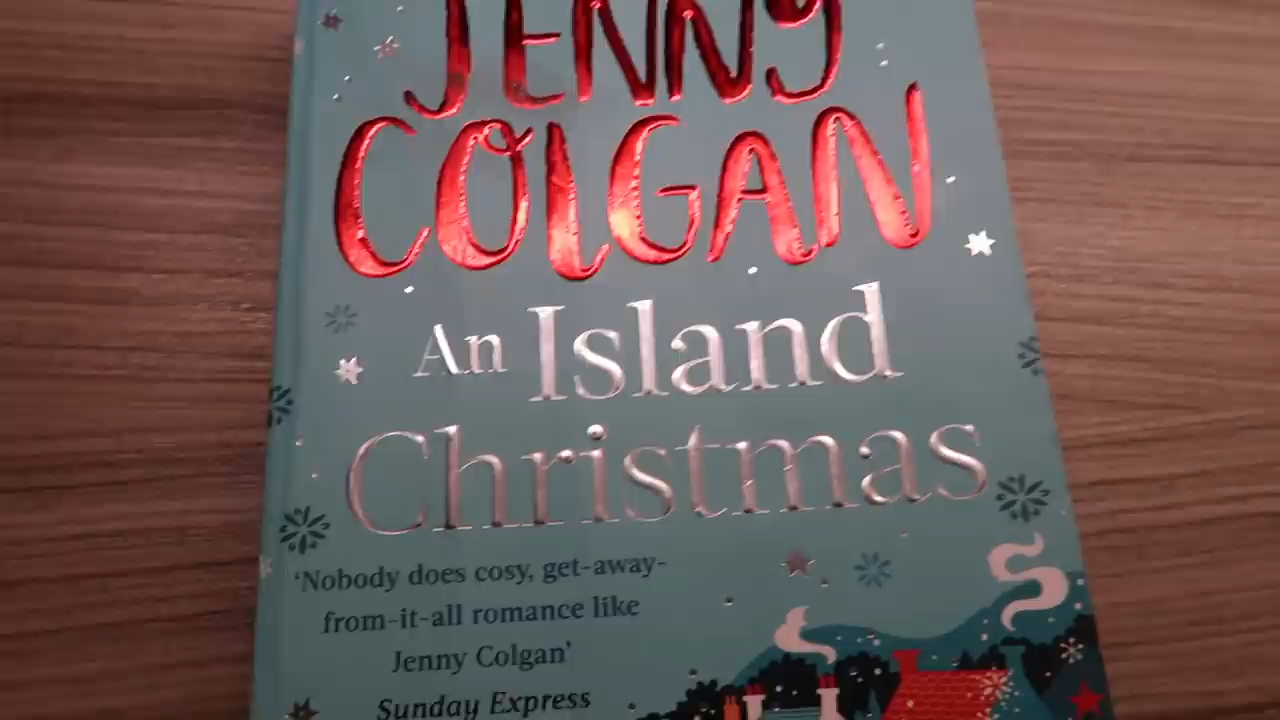 JENNY
COLGAN
An Island
Christmas
'Nobody does cosy, get-away-
from-it-all romance like
Jenny Colgan'
Sunday Express